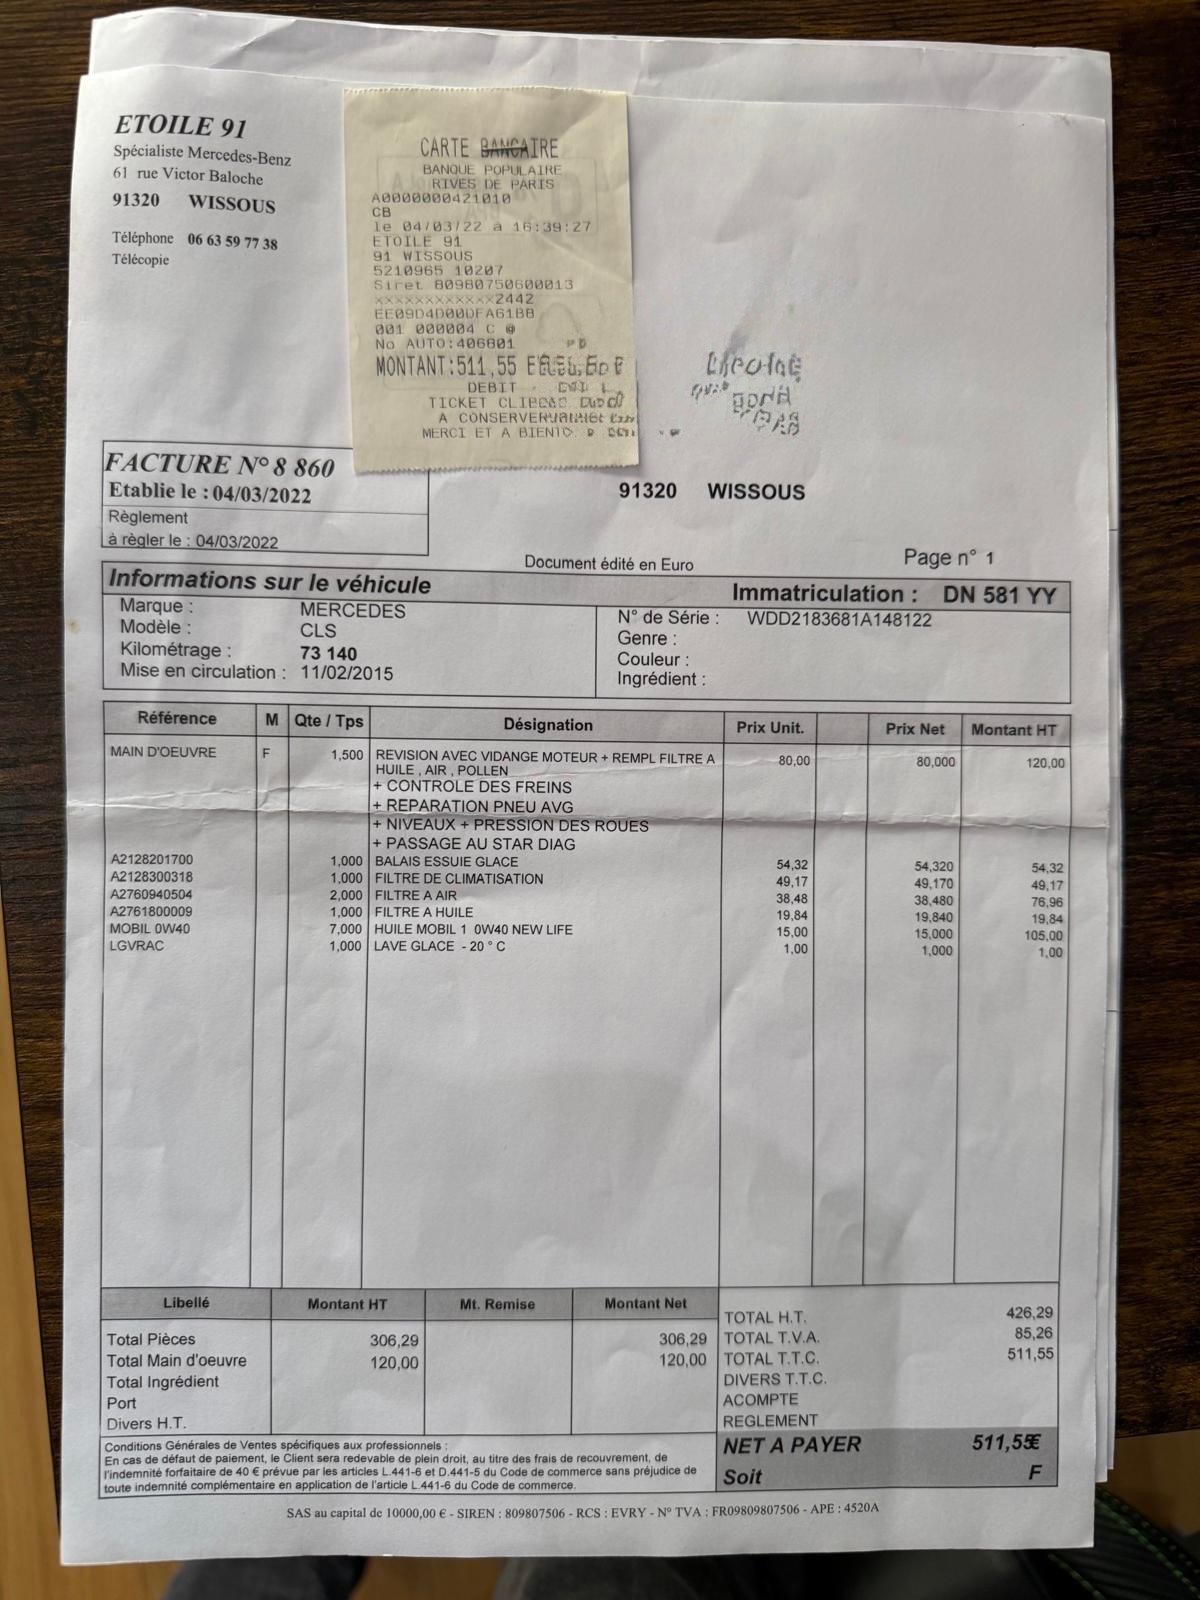 ETOILE 91
Spécialiste Mercedes-Benz
61 rue Victor Baloche
91320 WISSOUS
Téléphone 06 63 59 77 38
Télécopie
CARTE BANCAIRE
BANQUE POPULAIRE
RIVES DE PARIS
A0000000421010
CB
le 04/03/22 a 16:39:27
ETOILE 91
91 WISSOUS
5210965 10207
Siret 80980750600013
xxxxxxxxxxxx2442
EE09D4D00DFA61BB
001 000004 C @
No AUTO:406801
MONTANT:511,55
DEBIT
TICKET
A CONSERVER
MERCI ET A
FACTURE N° 8 860
Etablie le : 04/03/2022
Règlement
à règler le : 04/03/2022
91320 WISSOUS
Document édité en Euro
Page n° 1
Informations sur le véhicule
Immatriculation : DN 581 YY
Marque : MERCEDES
Modèle : CLS
Kilométrage : 73 140
Mise en circulation : 11/02/2015
N° de Série : WDD2183681A148122
Genre :
Couleur :
Ingrédient :
Référence M Qte / Tps Désignation Prix Unit. Prix Net Montant HT
MAIN D'OEUVRE F 1,500 REVISION AVEC VIDANGE MOTEUR + REMPL FILTRE A 80,00 80,000 120,00
HUILE , AIR , POLLEN
+ CONTROLE DES FREINS
+ REPARATION PNEU AVG
+ NIVEAUX + PRESSION DES ROUES
+ PASSAGE AU STAR DIAG
A2128201700 1,000 BALAIS ESSUIE GLACE 54,32 54,320 54,32
A2128300318 1,000 FILTRE DE CLIMATISATION 49,17 49,170 49,17
A2760940504 2,000 FILTRE A AIR 38,48 38,480 76,96
A2761800009 1,000 FILTRE A HUILE 19,84 19,840 19,84
MOBIL 0W40 7,000 HUILE MOBIL 1 0W40 NEW LIFE 15,00 15,000 105,00
LGVRAC 1,000 LAVE GLACE - 20 ° C 1,00 1,000 1,00
Libellé Montant HT Mt. Remise Montant Net
Total Pièces 306,29 306,29
Total Main d'oeuvre 120,00 120,00
Total Ingrédient
Port
Divers H.T.
TOTAL H.T. 426,29
TOTAL T.V.A. 85,26
TOTAL T.T.C. 511,55
DIVERS T.T.C.
ACOMPTE
REGLEMENT
NET A PAYER 511,55€
Soit F
Conditions Générales de Ventes spécifiques aux professionnels :
En cas de défaut de paiement, le Client sera redevable de plein droit, au titre des frais de recouvrement, de
l'indemnité forfaitaire de 40 € prévue par les articles L.441-6 et D.441-5 du Code de commerce sans préjudice de
toute indemnité complémentaire en application de l'article L.441-6 du Code de commerce.
SAS au capital de 10000,00 € - SIREN : 809807506 - RCS : EVRY - N° TVA : FR09809807506 - APE : 4520A